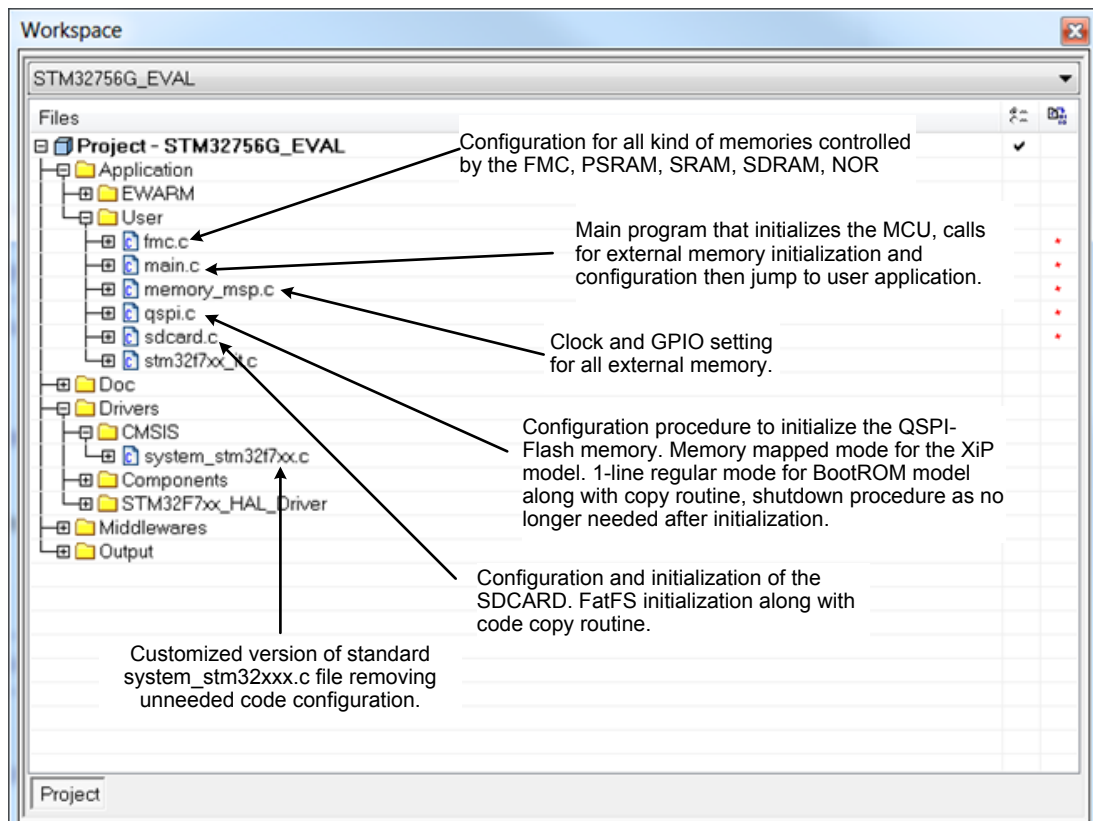 Workspace
STM32756G_EVAL
Files
Project - STM32756G_EVAL
Configuration for all kind of memories controlled
by the FMC, PSRAM, SRAM, SDRAM, NOR
Application
EWARM
User
fmc.c
Main program that initializes the MCU, calls
for external memory initialization and
configuration then jump to user application.
main.c
memory_msp.c
qspi.c
sdcard.c
Clock and GPIO setting
for all external memory.
stm32f7xx_it.c
Doc
Drivers
CMSIS
system_stm32f7xx.c
Components
STM32F7xx_HAL_Driver
Middlewares
Output
Configuration procedure to initialize the QSPI-
Flash memory. Memory mapped mode for the XiP
model. 1-line regular mode for BootROM model
along with copy routine, shutdown procedure as no
longer needed after initialization.
Configuration and initialization of the
SDCARD. FatFS initialization along with
code copy routine.
Customized version of standard
system_stm32xxx.c file removing
unneeded code configuration.
Project